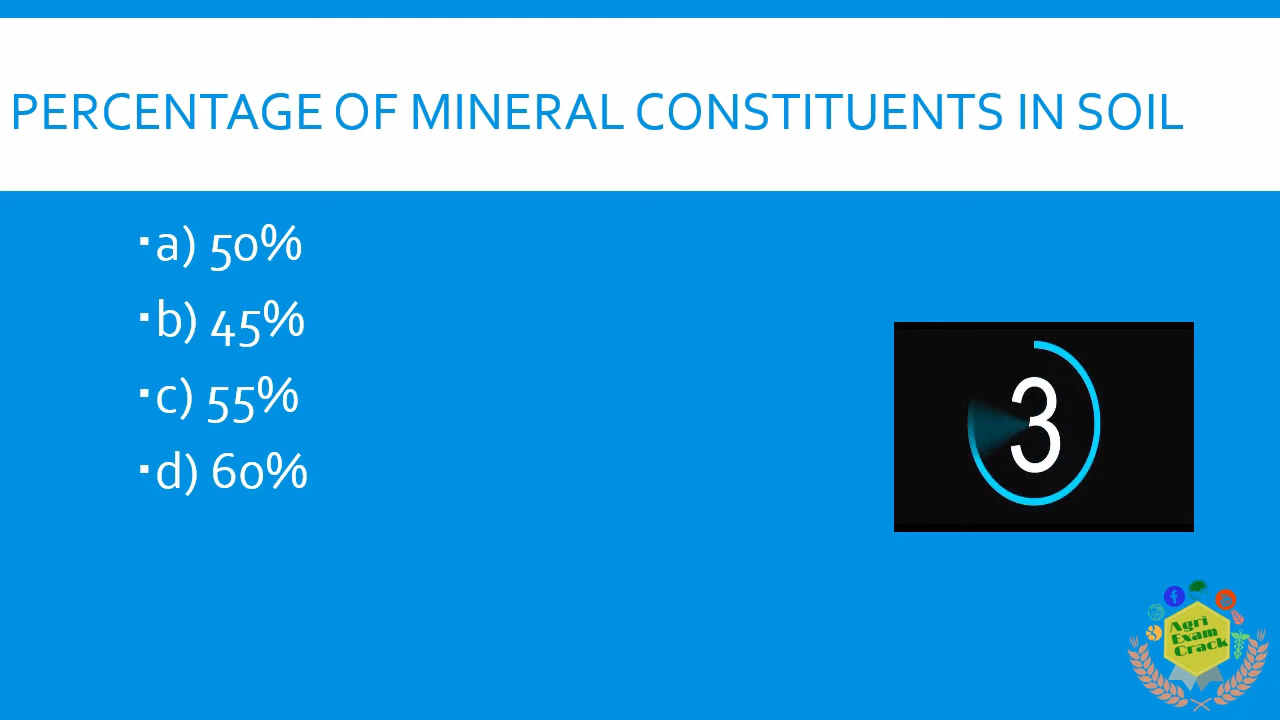 PERCENTAGE OF MINERAL CONSTITUENTS IN SOIL
▪a) 50%
▪b) 45%
▪c) 55%
▪d) 60%
3
Agri
Exam
Crack